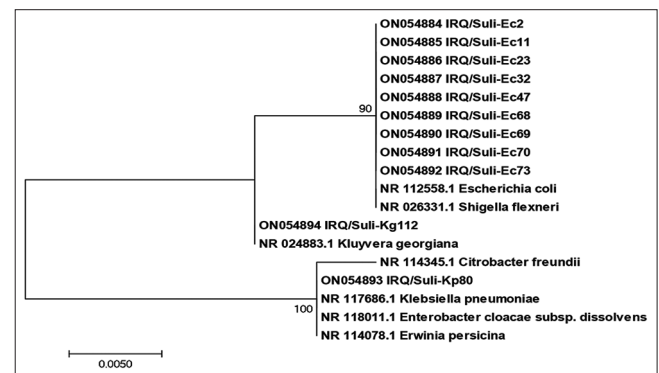 ON054884 IRQ/Suli-Ec2
ON054885 IRQ/Suli-Ec11
ON054886 IRQ/Suli-Ec23
ON054887 IRQ/Suli-Ec32
ON054888 IRQ/Suli-Ec47
90
ON054889 IRQ/Suli-Ec68
ON054890 IRQ/Suli-Ec69
ON054891 IRQ/Suli-Ec70
ON054892 IRQ/Suli-Ec73
NR 112558.1 Escherichia coli
NR 026331.1 Shigella flexneri
ON054894 IRQ/Suli-Kg112
NR 024883.1 Kluyvera georgiana
NR 114345.1 Citrobacter freundii
ON054893 IRQ/Suli-Kp80
NR 117686.1 Klebsiella pneumoniae
100
NR 118011.1 Enterobacter cloacae subsp. dissolvens
NR 114078.1 Erwinia persicina
0.0050